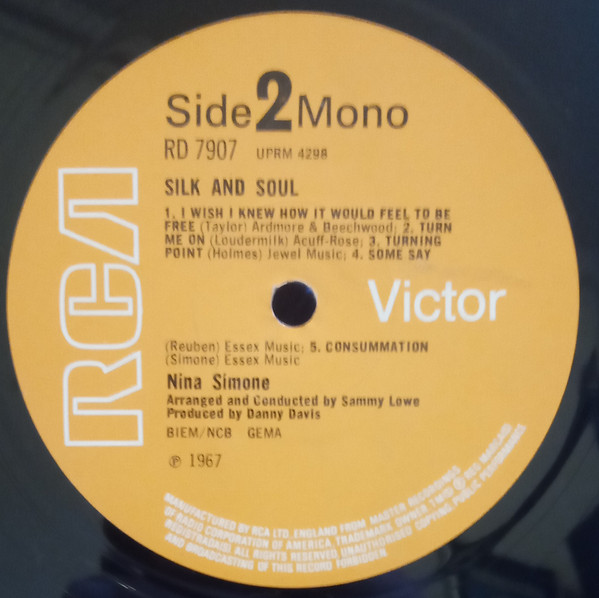 Side 2 Mono
RD 7907 UPRM 4298
SILK AND SOUL
1. I WISH I KNEW HOW IT WOULD FEEL TO BE
FREE (Taylor) Ardmore & Beechwood; 2. TURN
ME ON (Loudermilk) Acuff-Rose; 3. TURNING
POINT (Holmes) Jewel Music; 4. SOME SAY
RCA
Victor
(Reuben) Essex Music; 5. CONSUMMATION
(Simone) Essex Music
Nina Simone
Arranged and Conducted by Sammy Lowe
Produced by Danny Davis
BIEM/NCB GEMA
℗ 1967
MANUFACTURED BY RCA LTD., ENGLAND FROM MASTER RECORDINGS
OF RADIO CORPORATION OF AMERICA. TRADEMARK OWNER
REGISTRADA(S) ALL RIGHTS RESERVED. UNAUTHORISED COPYING, PUBLIC PERFORMANCE
AND BROADCASTING OF THIS RECORD FORBIDDEN